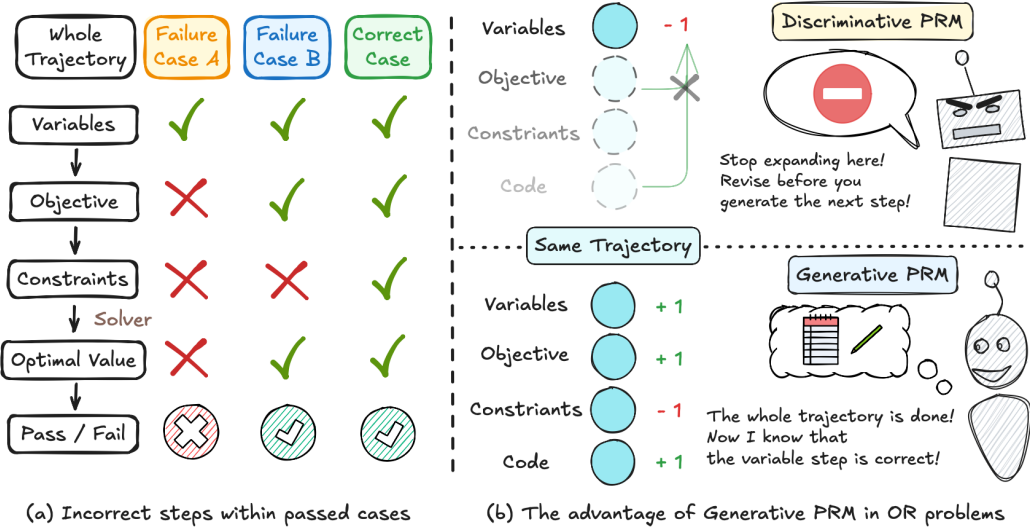 Whole
Trajectory
Failure
Case A
Failure
Case B
Correct
Case
Variables
Objective
Constraints
Solver
Optimal Value
Pass / Fail
(a) Incorrect steps within passed cases
Variables
- 1
Objective
Constriants
Code
Discriminative PRM
Stop expanding here!
Revise before you
generate the next step!
Same Trajectory
Variables
+ 1
Objective
+ 1
Constriants
- 1
Code
+ 1
Generative PRM
The whole trajectory is done!
Now I know that
the variable step is correct!
(b) The advantage of Generative PRM in OR problems